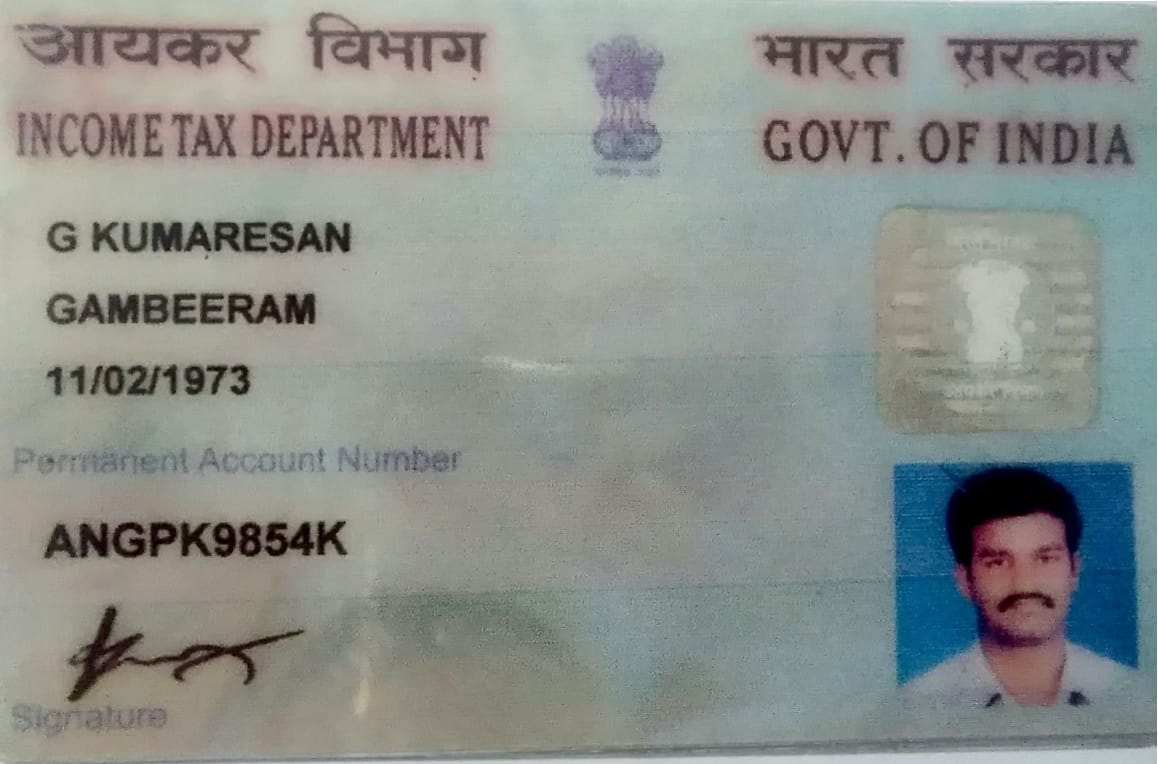 आयकर विभाग
INCOME TAX DEPARTMENT
भारत सरकार
GOVT. OF INDIA
G KUMARESAN
GAMBEERAM
11/02/1973
Permanent Account Number
ANGPK9854K
Signature